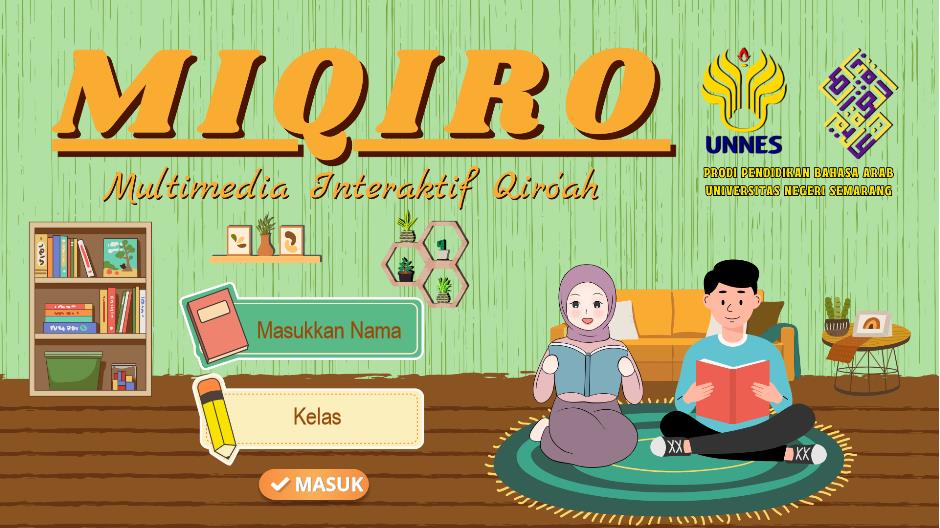 MIQIRO
Multimedia Interaktif Qiro'ah
UNNES
PRODI PENDIDIKAN BAHASA ARAB
UNIVERSITAS NEGERI SEMARANG
Masukkan Nama
Kelas
MASUK